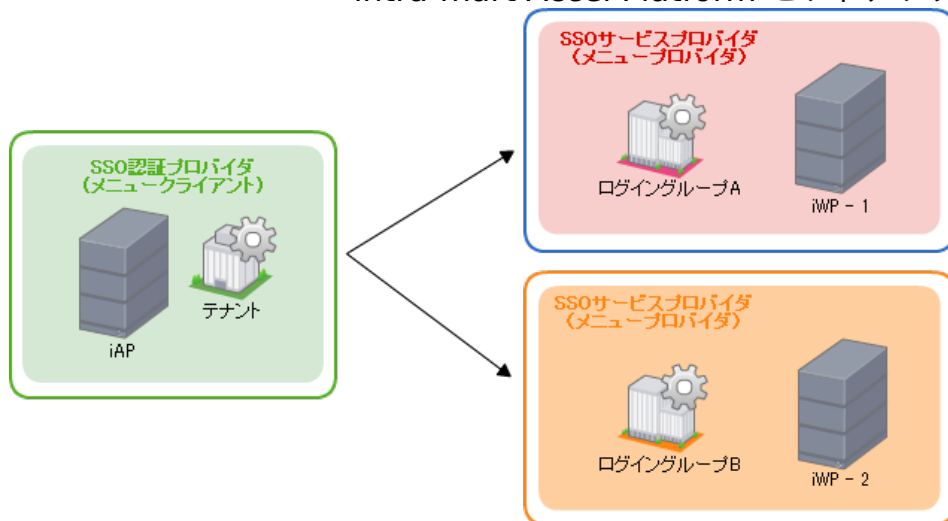 SSOサービスプロバイダ
(メニュープロバイダ)
ログイングループA
iWP - 1
SSO認証プロバイダ
(メニュークライアント)
テナント
iAP
SSOサービスプロバイダ
(メニュープロバイダ)
ログイングループB
iWP - 2